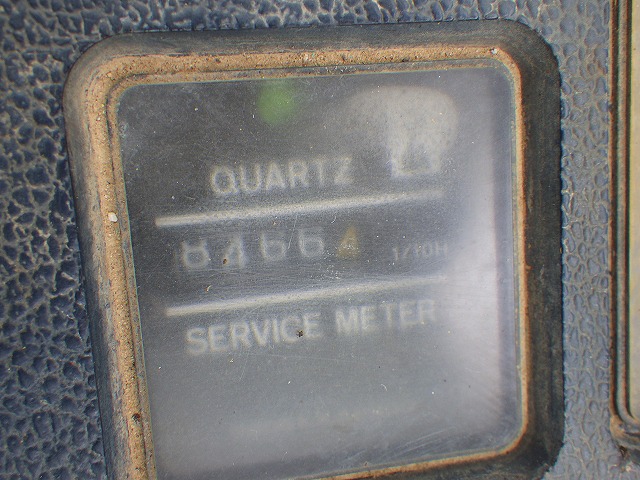 QUARTZ
84664 1/10H
SERVICE METER